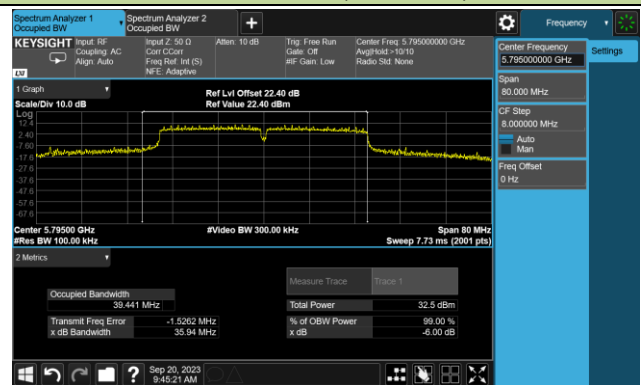 Spectrum Analyzer 1
Occupied BW
Spectrum Analyzer 2
Occupied BW
+
Frequency
KEYSIGHT
Input: RF
Coupling: AC
Align: Auto
Input Z: 50 Ω
Corr CCorr
Freq Ref: Int (S)
NFE: Adaptive
Atten: 10 dB
Trig: Free Run
Gate: Off
#IF Gain: Low
Center Freq: 5.795000000 GHz
Avg|Hold:>10/10
Radio Std: None
LXI
1 Graph
Scale/Div 10.0 dB
Ref Lvl Offset 22.40 dB
Ref Value 22.40 dBm
Log
12.4
2.40
-7.60
-17.6
-27.6
-37.6
-47.6
-57.6
-67.6
Center 5.79500 GHz
#Res BW 100.00 kHz
#Video BW 300.00 kHz
Span 80 MHz
Sweep 7.73 ms (2001 pts)
2 Metrics
Measure Trace
Trace 1
Occupied Bandwidth
39.441 MHz
Total Power
32.5 dBm
Transmit Freq Error
-1.5262 MHz
% of OBW Power
99.00 %
x dB Bandwidth
35.94 MHz
x dB
-6.00 dB
Center Frequency
5.795000000 GHz
Settings
Span
80.000 MHz
CF Step
8.000000 MHz
Auto
Man
Freq Offset
0 Hz
?
Sep 20, 2023
9:45:21 AM